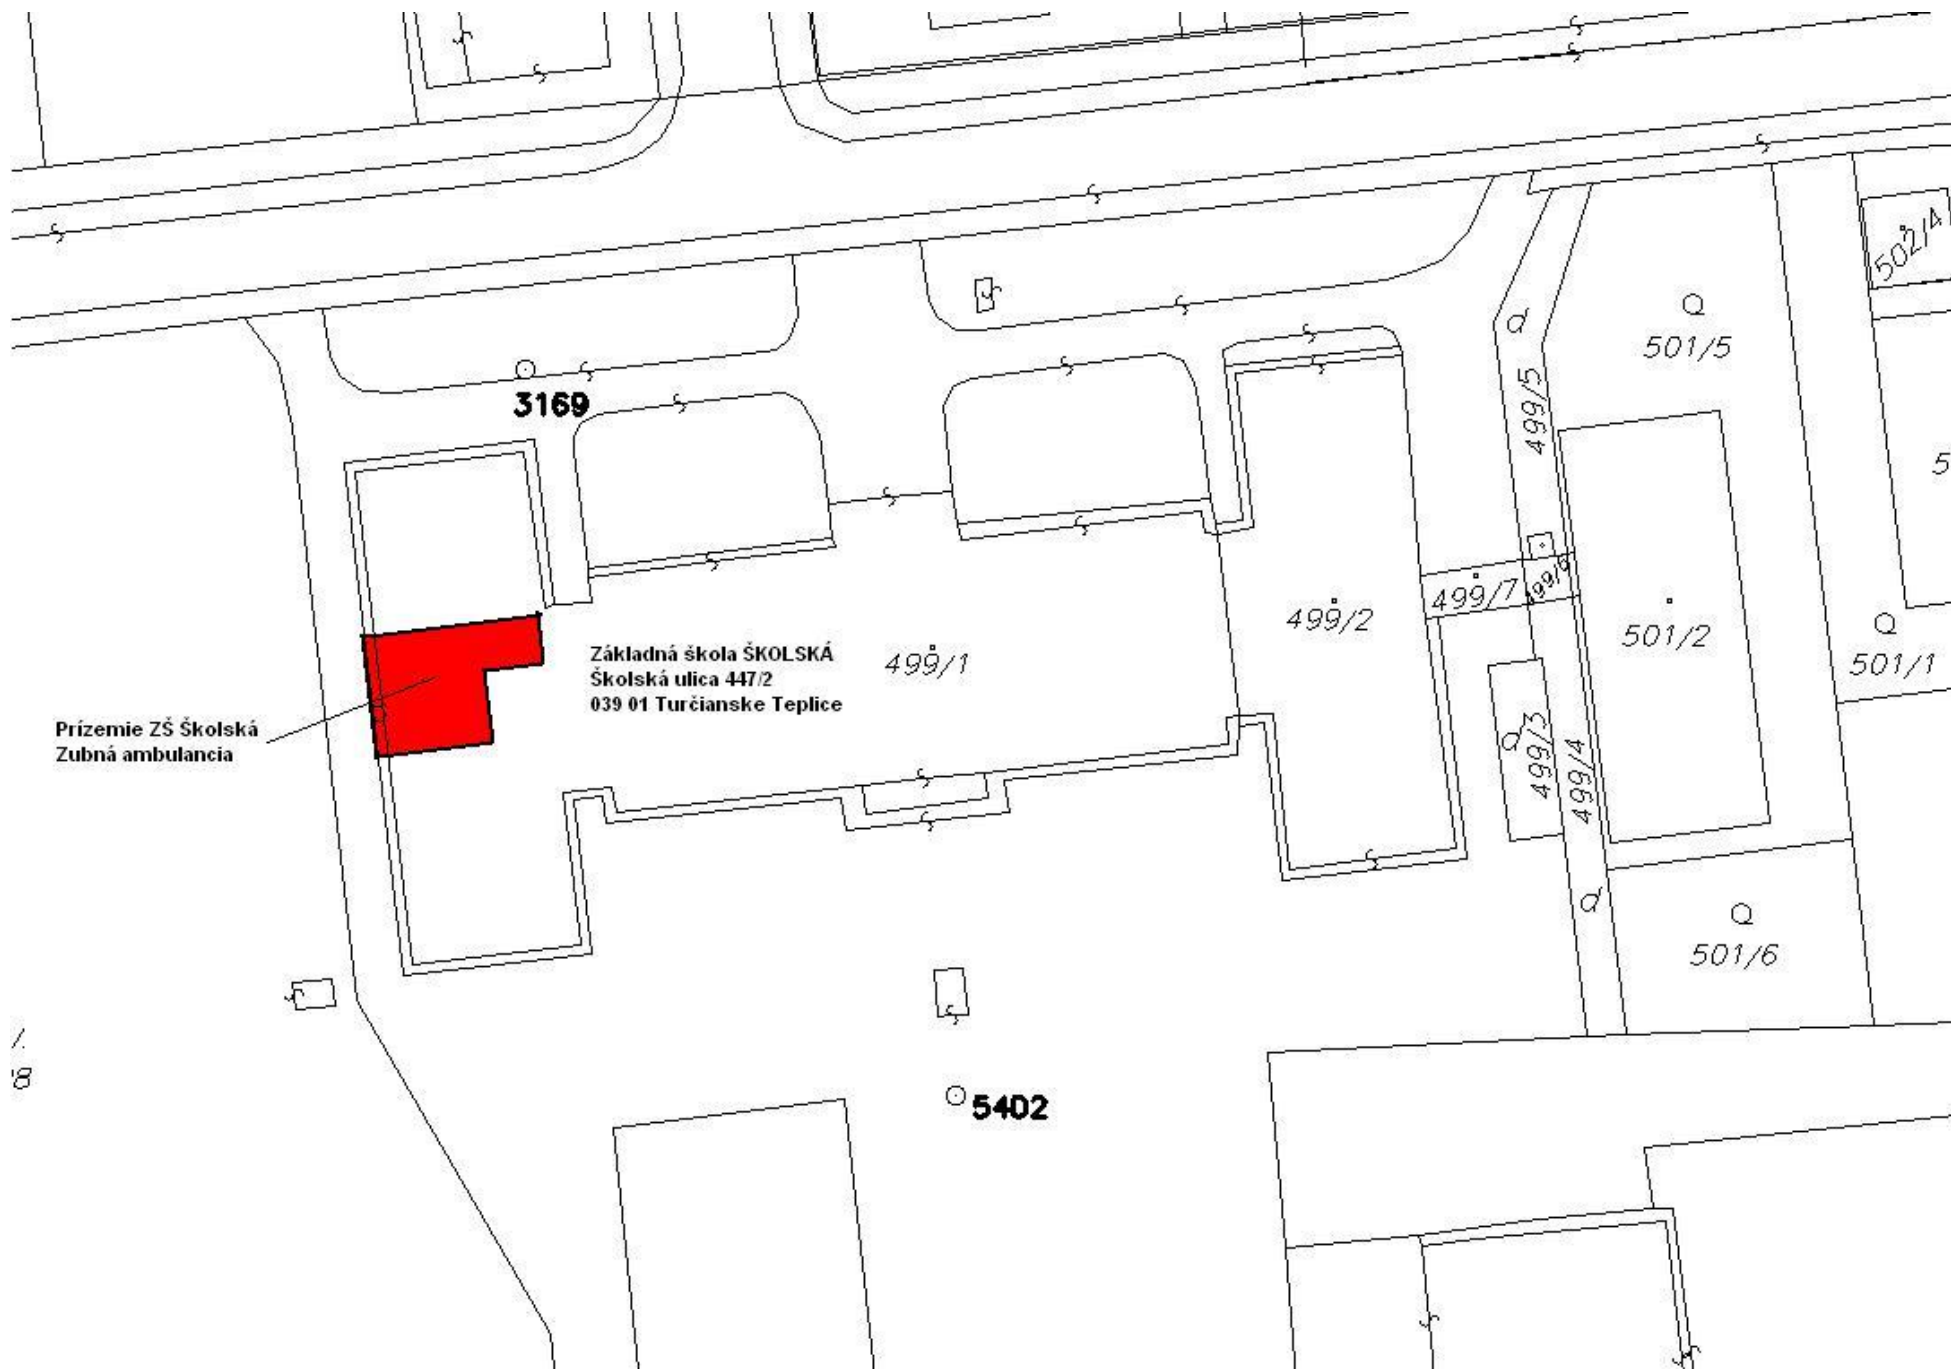 502/4
501/5
499/5
3169
499/7
499/6
499/2
501/2
501/1
Základná škola ŠKOLSKÁ
Školská ulica 447/2
039 01 Turčianske Teplice
499/1
Prízemie ZŠ Školská
Zubná ambulancia
499/3
499/4
501/6
5402